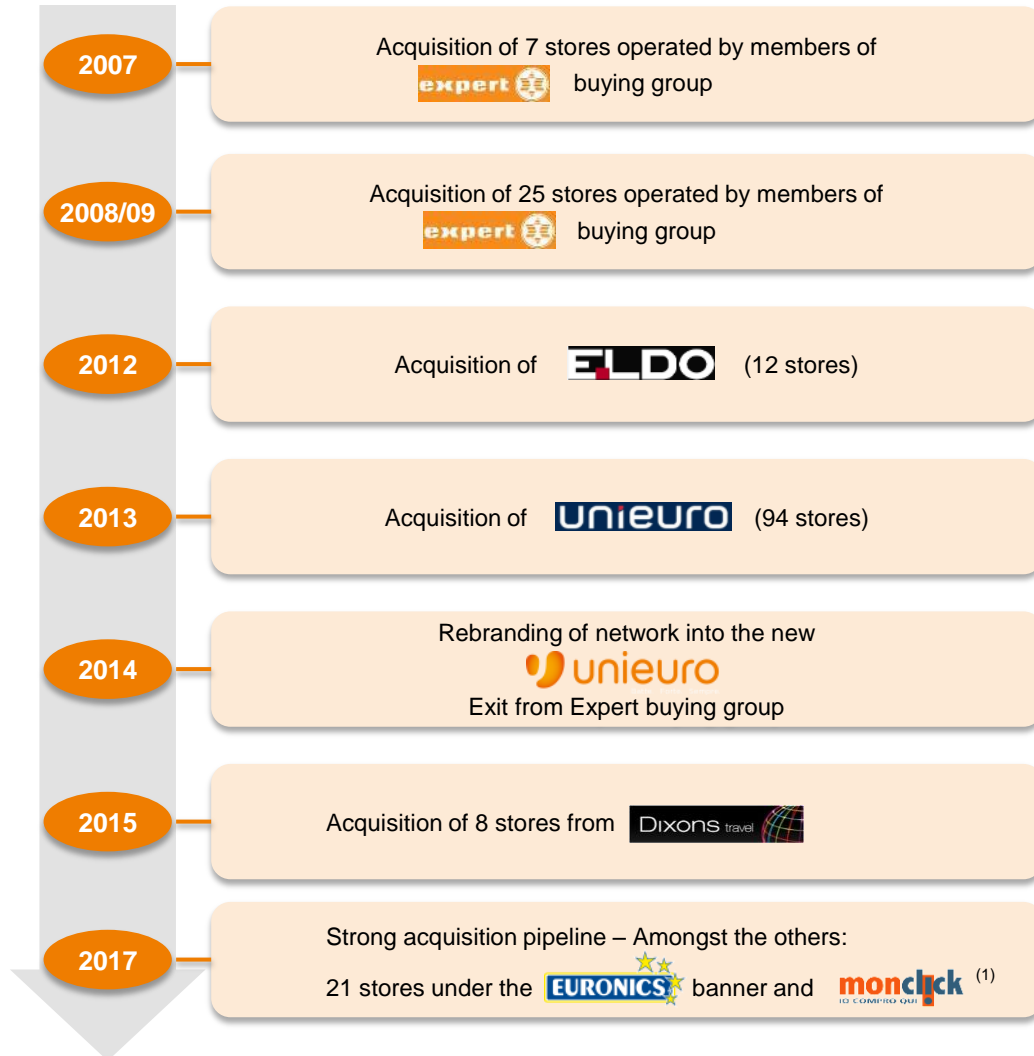 2007
Acquisition of 7 stores operated by members of
expert buying group
2008/09
Acquisition of 25 stores operated by members of
expert buying group
2012
Acquisition of ELDO (12 stores)
2013
Acquisition of unieuro (94 stores)
2014
Rebranding of network into the new
unieuro
Exit from Expert buying group
2015
Acquisition of 8 stores from Dixons travel
2017
Strong acquisition pipeline – Amongst the others:
21 stores under the EURONICS banner and monclick (1)
IO COMPRO QUI